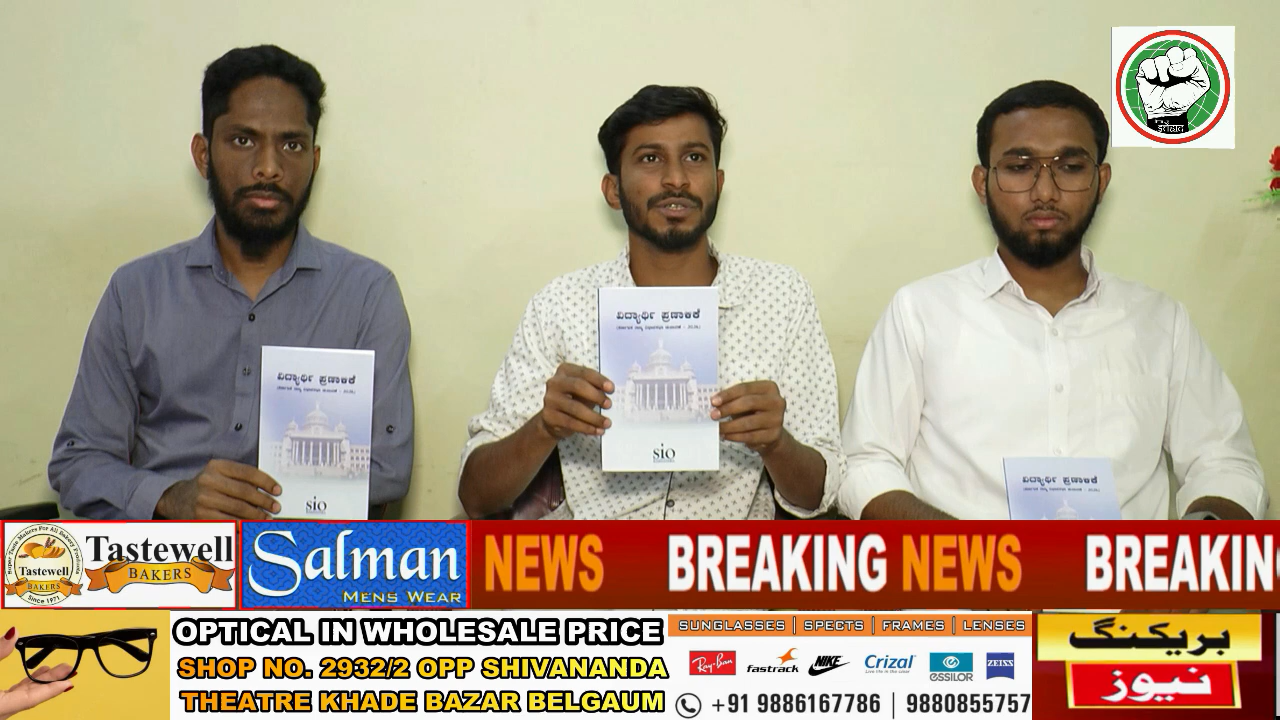 ವಿದ್ಯಾರ್ಥಿ ಪ್ರಣಾಳಿಕೆ
sio
ವಿದ್ಯಾರ್ಥಿ ಪ್ರಣಾಳಿಕೆ
sio
ವಿದ್ಯಾರ್ಥಿ ಪ್ರಣಾಳಿಕೆ
Tastewell
BAKERS
Since 1971
Tastewell
BAKERS
Salman
MENS WEAR
NEWS BREAKING NEWS BREAKIN
OPTICAL IN WHOLESALE PRICE
SHOP NO. 2932/2 OPP SHIVANANDA
THEATRE KHADE BAZAR BELGAUM
SUNGLASSES | SPECTS | FRAMES | LENSES
Ray-Ban fastrack NIKE Crizal ESSILOR ZEISS
+91 9886167786 | 9880855757
بریکنگ
نیوز